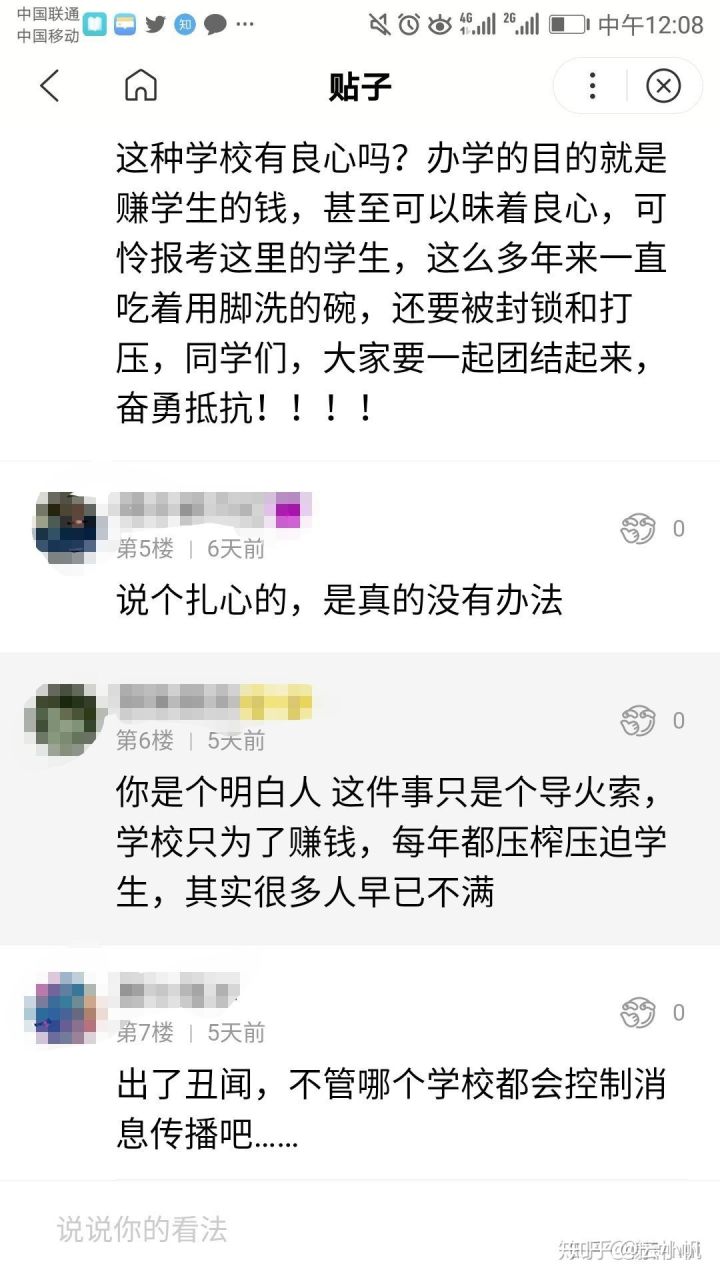 中国联通
中国移动
知
4G
2G
中午12:08
贴子
这种学校有良心吗？办学的目的就是
赚学生的钱，甚至可以昧着良心，可
怜报考这里的学生，这么多年来一直
吃着用脚洗的碗，还要被封锁和打
压，同学们，大家要一起团结起来，
奋勇抵抗！！！！
第5楼 | 6天前
0
说个扎心的，是真的没有办法
第6楼 | 5天前
0
你是个明白人 这件事只是个导火索，
学校只为了赚钱，每年都压榨压迫学
生，其实很多人早已不满
第7楼 | 5天前
0
出了丑闻，不管哪个学校都会控制消
息传播吧……
说说你的看法